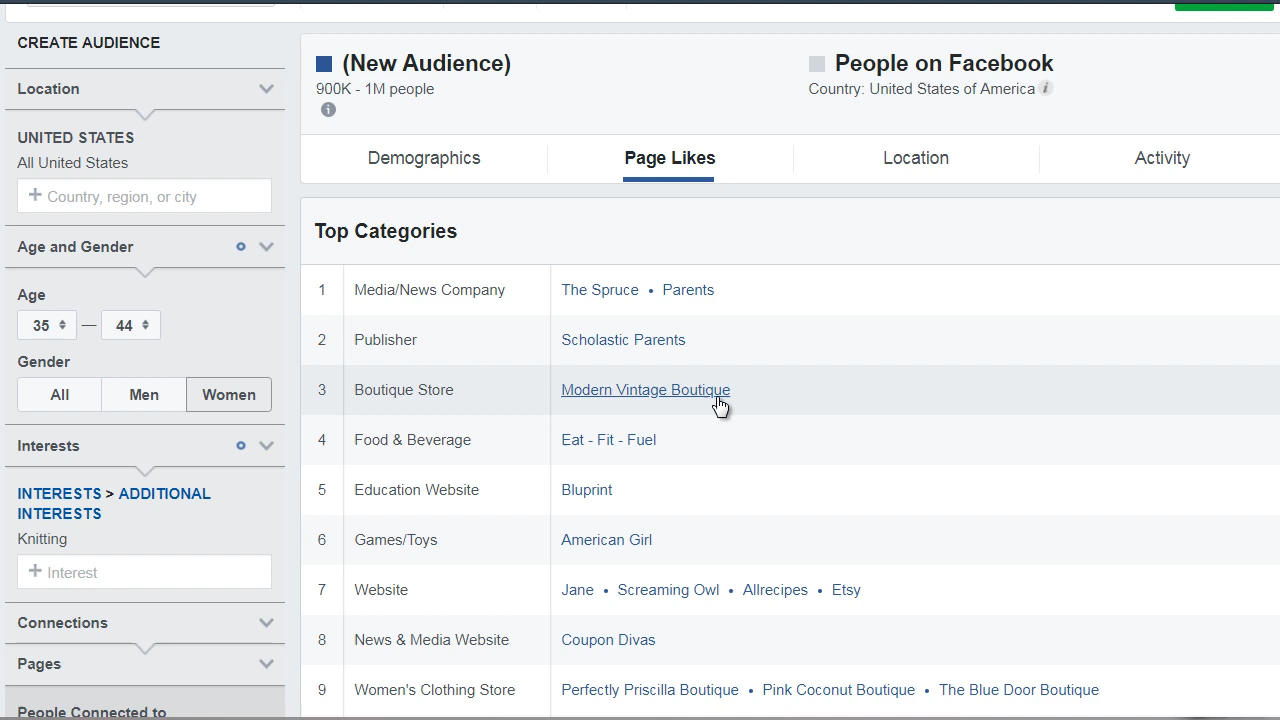 CREATE AUDIENCE
Location
UNITED STATES
All United States
+ Country, region, or city
Age and Gender
Age
35 — 44
Gender
All Men Women
Interests
INTERESTS > ADDITIONAL
INTERESTS
Knitting
+ Interest
Connections
Pages
People Connected to
(New Audience)
900K - 1M people
i
People on Facebook
Country: United States of America i
Demographics Page Likes Location Activity
Top Categories
1 Media/News Company The Spruce • Parents
2 Publisher Scholastic Parents
3 Boutique Store Modern Vintage Boutique
4 Food & Beverage Eat - Fit - Fuel
5 Education Website Bluprint
6 Games/Toys American Girl
7 Website Jane • Screaming Owl • Allrecipes • Etsy
8 News & Media Website Coupon Divas
9 Women's Clothing Store Perfectly Priscilla Boutique • Pink Coconut Boutique • The Blue Door Boutique